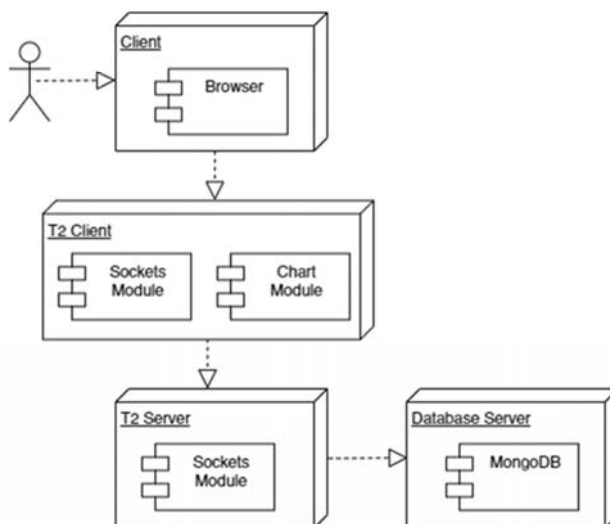 Client
Browser
T2 Client
Sockets
Module
Chart
Module
T2 Server
Sockets
Module
Database Server
MongoDB